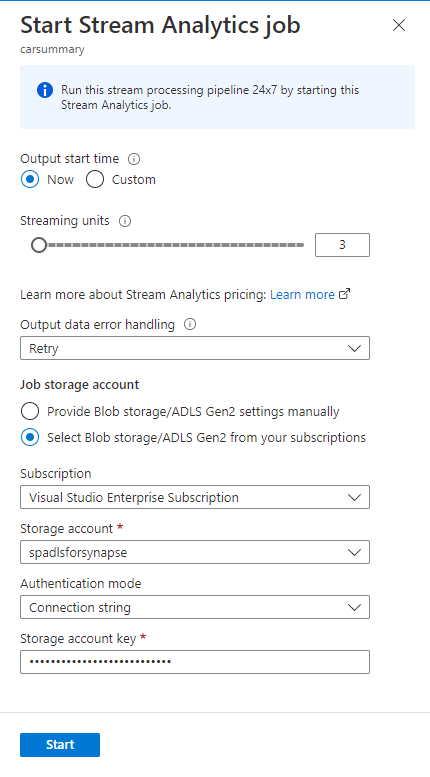 Start Stream Analytics job
carsummary
Run this stream processing pipeline 24x7 by starting this
Stream Analytics job.
Output start time
Now Custom
Streaming units
3
Learn more about Stream Analytics pricing: Learn more
Output data error handling
Retry
Job storage account
Provide Blob storage/ADLS Gen2 settings manually
Select Blob storage/ADLS Gen2 from your subscriptions
Subscription
Visual Studio Enterprise Subscription
Storage account *
spadlsforsynapse
Authentication mode
Connection string
Storage account key *
•••••••••••••••••••••••••••
Start